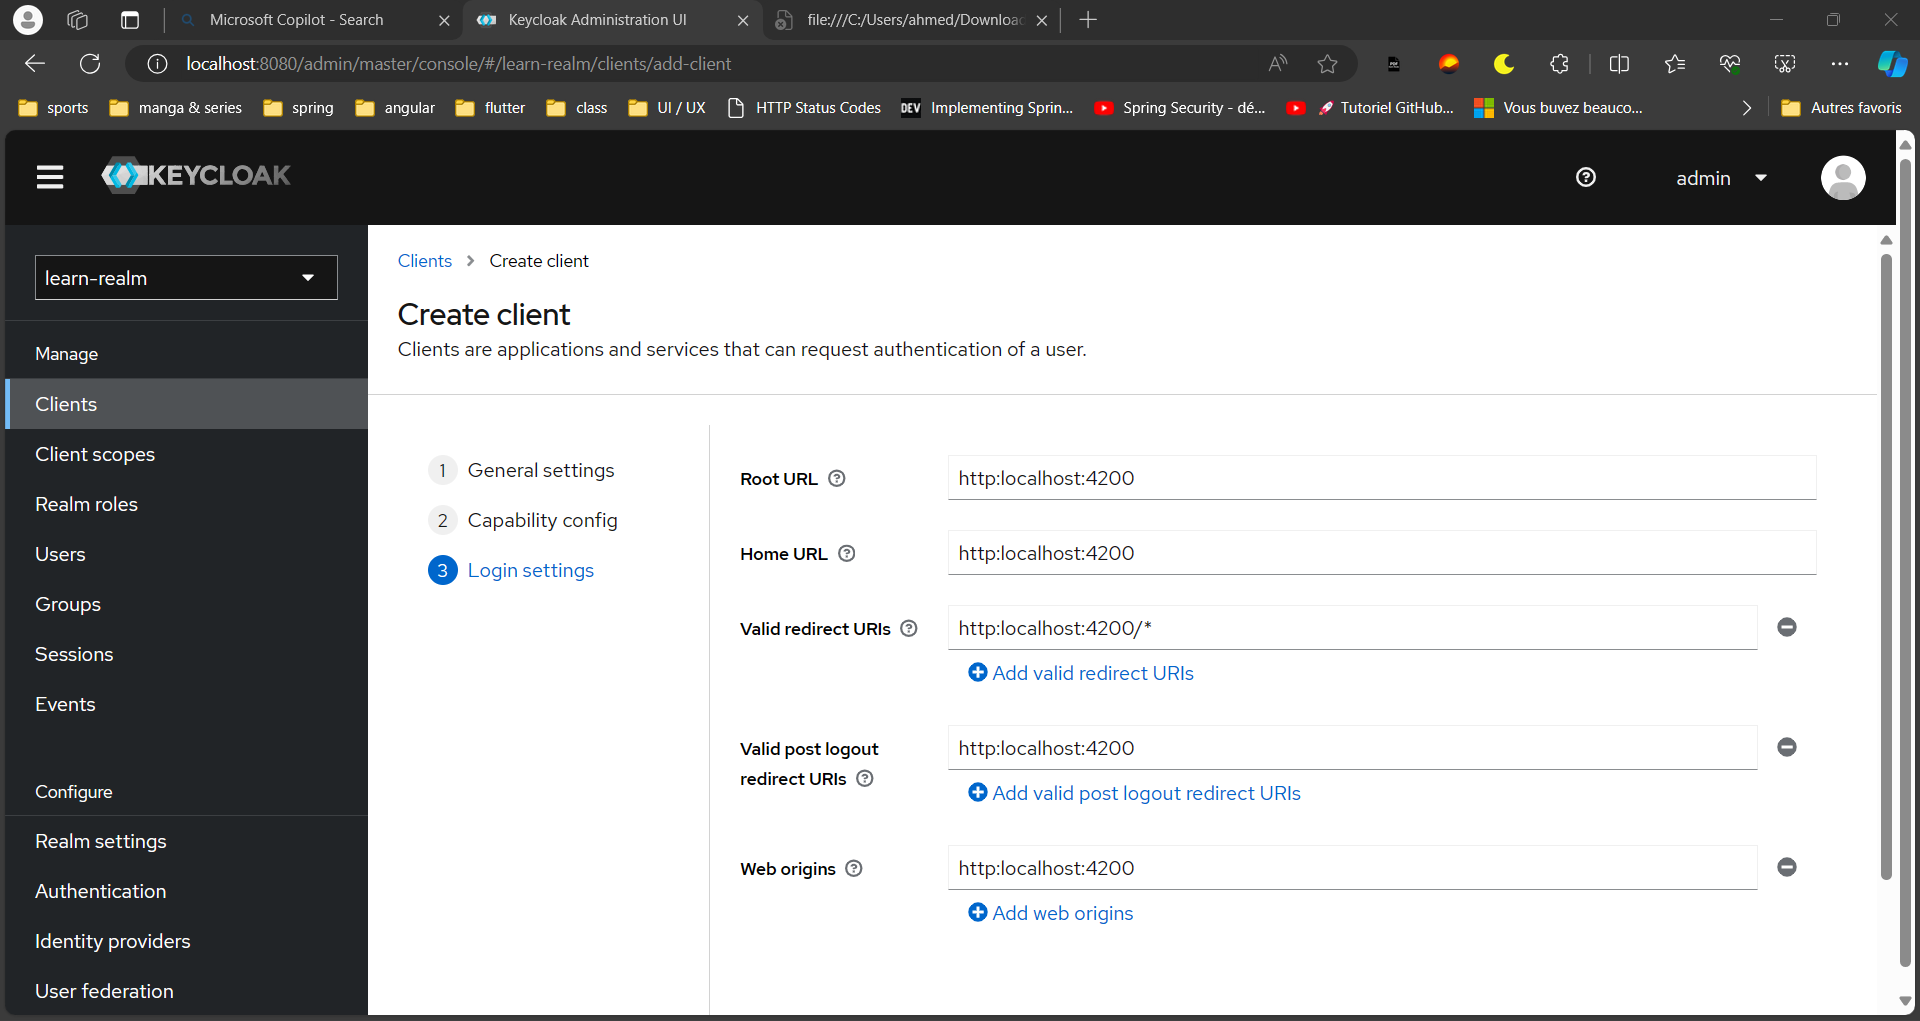 Microsoft Copilot - Search
Keycloak Administration UI
file:///C:/Users/ahmed/Downloa
localhost:8080/admin/master/console/#/learn-realm/clients/add-client
sports
manga & series
spring
angular
flutter
class
UI / UX
HTTP Status Codes
DEV
Implementing Sprin...
Spring Security - dé...
Tutoriel GitHub...
Vous buvez beauco...
Autres favoris
KEYCLOAK
admin
learn-realm
Manage
Clients
Client scopes
Realm roles
Users
Groups
Sessions
Events
Configure
Realm settings
Authentication
Identity providers
User federation
Clients > Create client
Create client
Clients are applications and services that can request authentication of a user.
1 General settings
2 Capability config
3 Login settings
Root URL
http:localhost:4200
Home URL
http:localhost:4200
Valid redirect URIs
http:localhost:4200/*
Add valid redirect URIs
Valid post logout
redirect URIs
http:localhost:4200
Add valid post logout redirect URIs
Web origins
http:localhost:4200
Add web origins